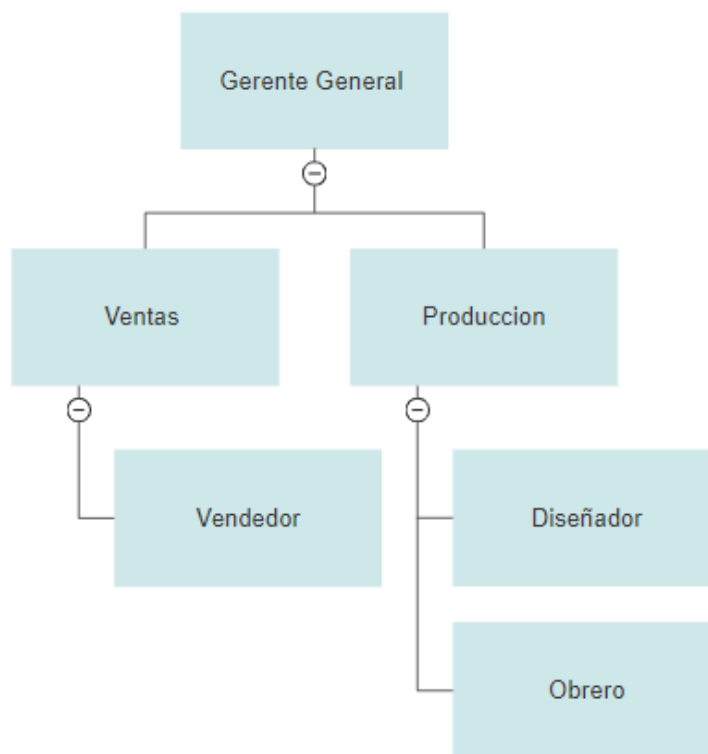 Gerente General
Ventas
Produccion
Vendedor
Diseñador
Obrero